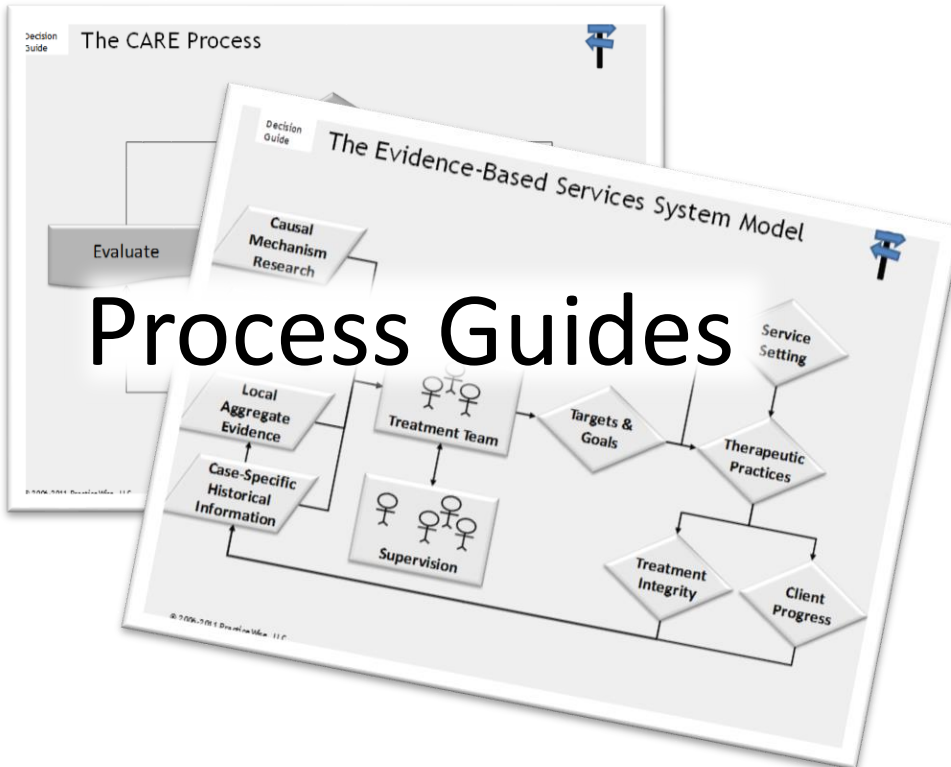 Decision
Guide
The CARE Process
Evaluate
Decision
Guide
The Evidence-Based Services System Model
Causal
Mechanism
Research
Process Guides
Service
Setting
Local
Aggregate
Evidence
Treatment Team
Targets &
Goals
Therapeutic
Practices
Case-Specific
Historical
Information
Supervision
Treatment
Integrity
Client
Progress